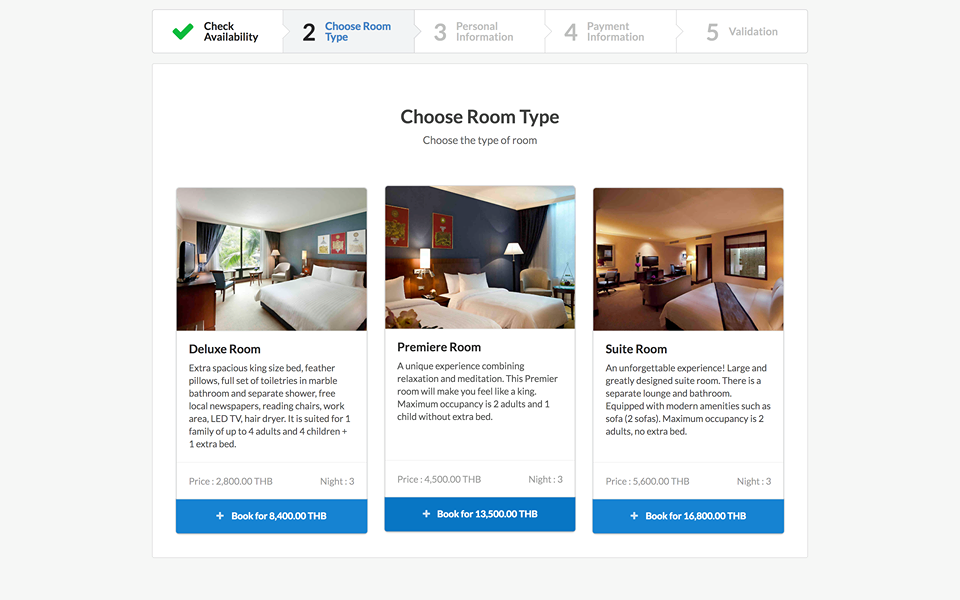 Check
Availability
2
Choose Room
Type
3
Personal
Information
4
Payment
Information
5
Validation
Choose Room Type
Choose the type of room
Deluxe Room
Extra spacious king size bed, feather
pillows, full set of toiletries in marble
bathroom and separate shower, free
local newspapers, reading chairs, work
area, LED TV, hair dryer. It is suited for 1
family of up to 4 adults and 4 children +
1 extra bed.
Price : 2,800.00 THB
Night : 3
+ Book for 8,400.00 THB
Premiere Room
A unique experience combining
relaxation and meditation. This Premier
room will make you feel like a king.
Maximum occupancy is 2 adults and 1
child without extra bed.
Price : 4,500.00 THB
Night : 3
+ Book for 13,500.00 THB
Suite Room
An unforgettable experience! Large and
greatly designed suite room. There is a
separate lounge and bathroom.
Equipped with modern amenities such as
sofa (2 sofas). Maximum occupancy is 2
adults, no extra bed.
Price : 5,600.00 THB
Night : 3
+ Book for 16,800.00 THB